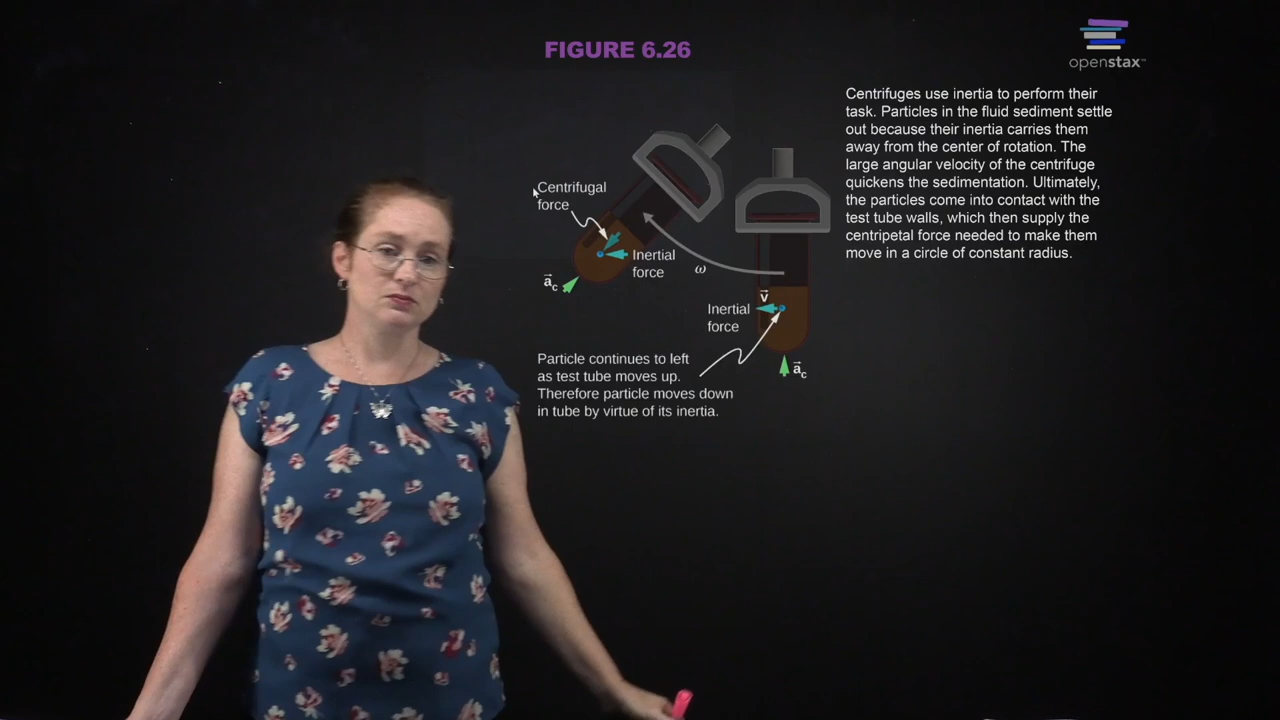 FIGURE 6.26
openstax™
Centrifuges use inertia to perform their
task. Particles in the fluid sediment settle
out because their inertia carries them
away from the center of rotation. The
large angular velocity of the centrifuge
quickens the sedimentation. Ultimately,
the particles come into contact with the
test tube walls, which then supply the
centripetal force needed to make them
move in a circle of constant radius.
Centrifugal
force
Inertial
force
ω
a⃗c
v⃗
Inertial
force
a⃗c
Particle continues to left
as test tube moves up.
Therefore particle moves down
in tube by virtue of its inertia.